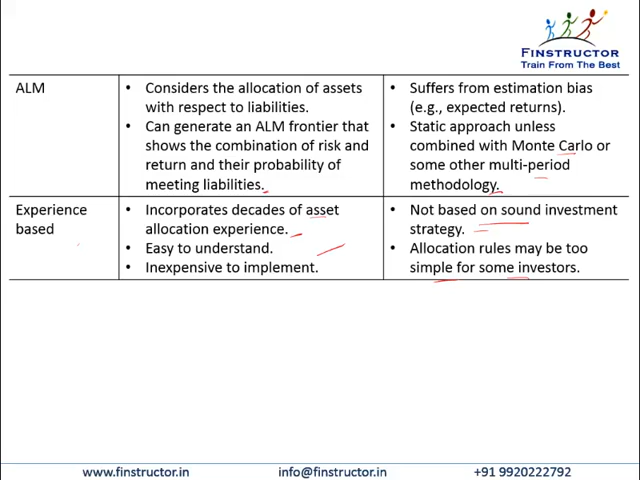 FINSTRUCTOR
TRAIN FROM THE BEST
ALM
• Considers the allocation of assets
with respect to liabilities.
• Can generate an ALM frontier that
shows the combination of risk and
return and their probability of
meeting liabilities.
• Suffers from estimation bias
(e.g., expected returns).
• Static approach unless
combined with Monte Carlo or
some other multi-period
methodology.
Experience
based
• Incorporates decades of asset
allocation experience.
• Easy to understand.
• Inexpensive to implement.
• Not based on sound investment
strategy.
• Allocation rules may be too
simple for some investors.
www.finstructor.in
info@finstructor.in
+91 9920222792